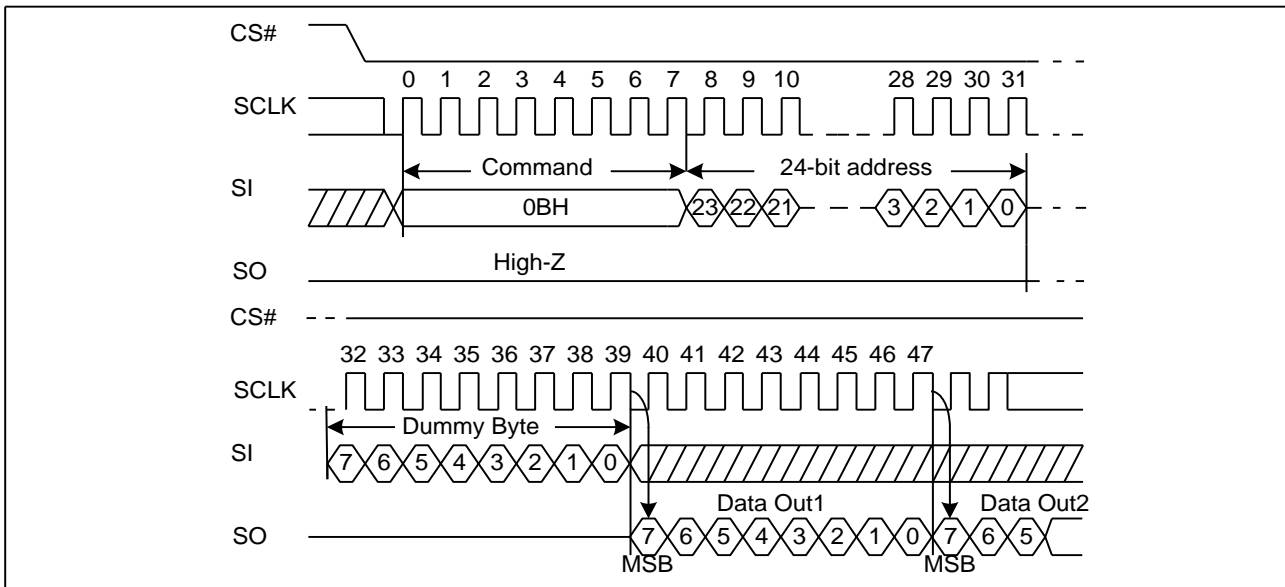 CS#
0 1 2 3 4 5 6 7 8 9 10 28 29 30 31
SCLK
Command 24-bit address
SI 0BH 23 22 21 3 2 1 0
High-Z
SO
CS#
32 33 34 35 36 37 38 39 40 41 42 43 44 45 46 47
SCLK
Dummy Byte
SI 7 6 5 4 3 2 1 0
Data Out1 Data Out2
SO 7 6 5 4 3 2 1 0 7 6 5
MSB MSB